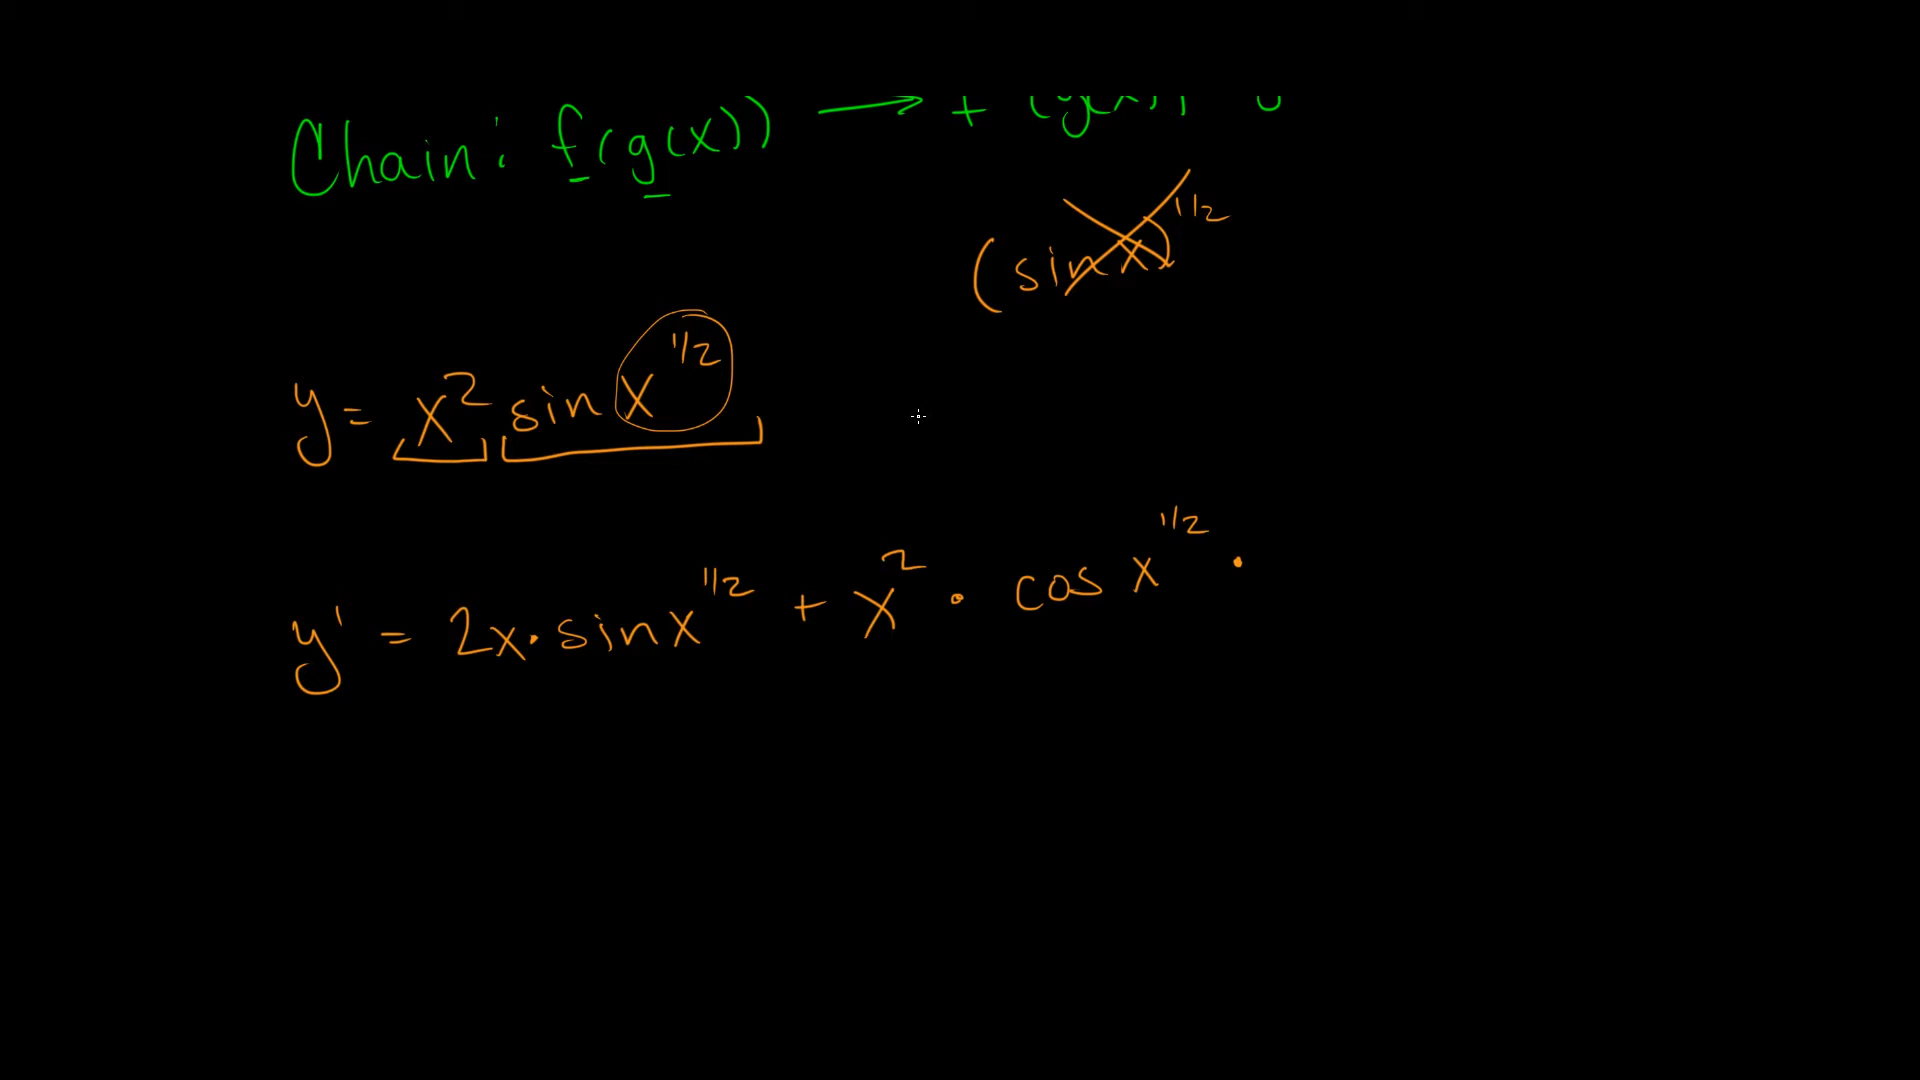 Chain: f(g(x)) →
(sin x)^1/2
y = x^2 sin x^1/2
y' = 2x · sin x^1/2 + x^2 · cos x^1/2 ·